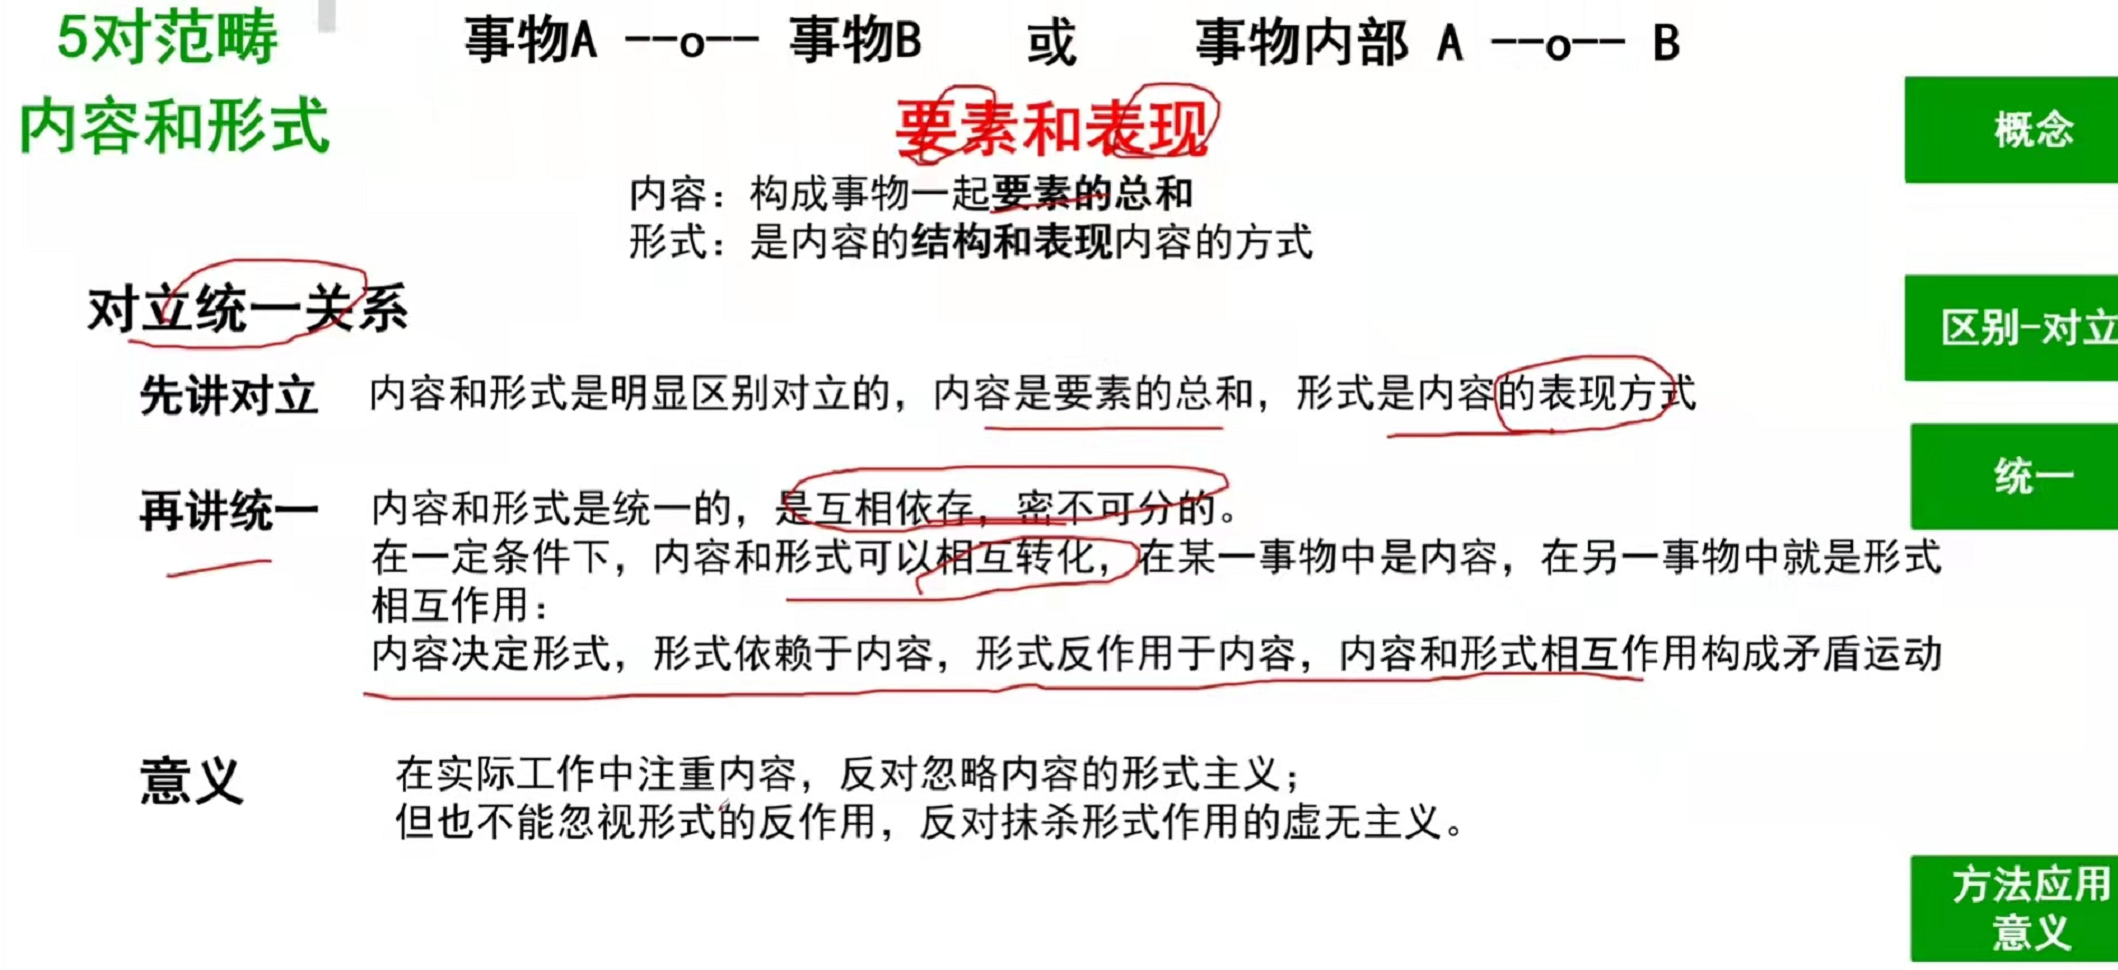 5对范畴 事物A --o-- 事物B 或 事物内部 A --o-- B
内容和形式 要素和表现
概念
内容：构成事物一起要素的总和
形式：是内容的结构和表现内容的方式
对立统一关系
区别-对立
先讲对立 内容和形式是明显区别对立的，内容是要素的总和，形式是内容的表现方式
统一
再讲统一 内容和形式是统一的，是互相依存，密不可分的。
在一定条件下，内容和形式可以相互转化，在某一事物中是内容，在另一事物中就是形式
相互作用：
内容决定形式，形式依赖于内容，形式反作用于内容，内容和形式相互作用构成矛盾运动
意义 在实际工作中注重内容，反对忽略内容的形式主义；
但也不能忽视形式的反作用，反对抹杀形式作用的虚无主义。
方法应用
意义